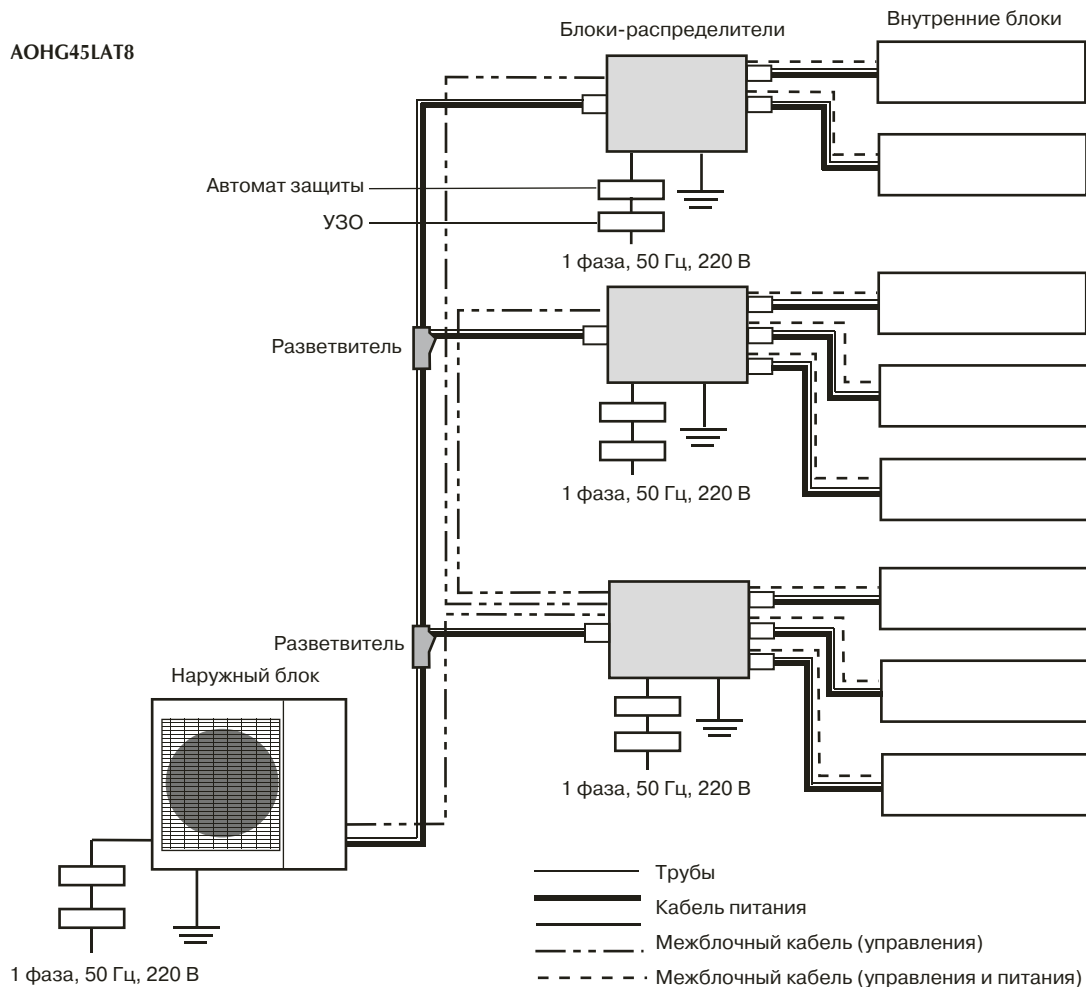 AOHG45LAT8
Блоки-распределители
Внутренние блоки
Автомат защиты
УЗО
1 фаза, 50 Гц, 220 В
Разветвитель
1 фаза, 50 Гц, 220 В
Разветвитель
Наружный блок
1 фаза, 50 Гц, 220 В
Трубы
Кабель питания
Межблочный кабель (управления)
1 фаза, 50 Гц, 220 В
Межблочный кабель (управления и питания)